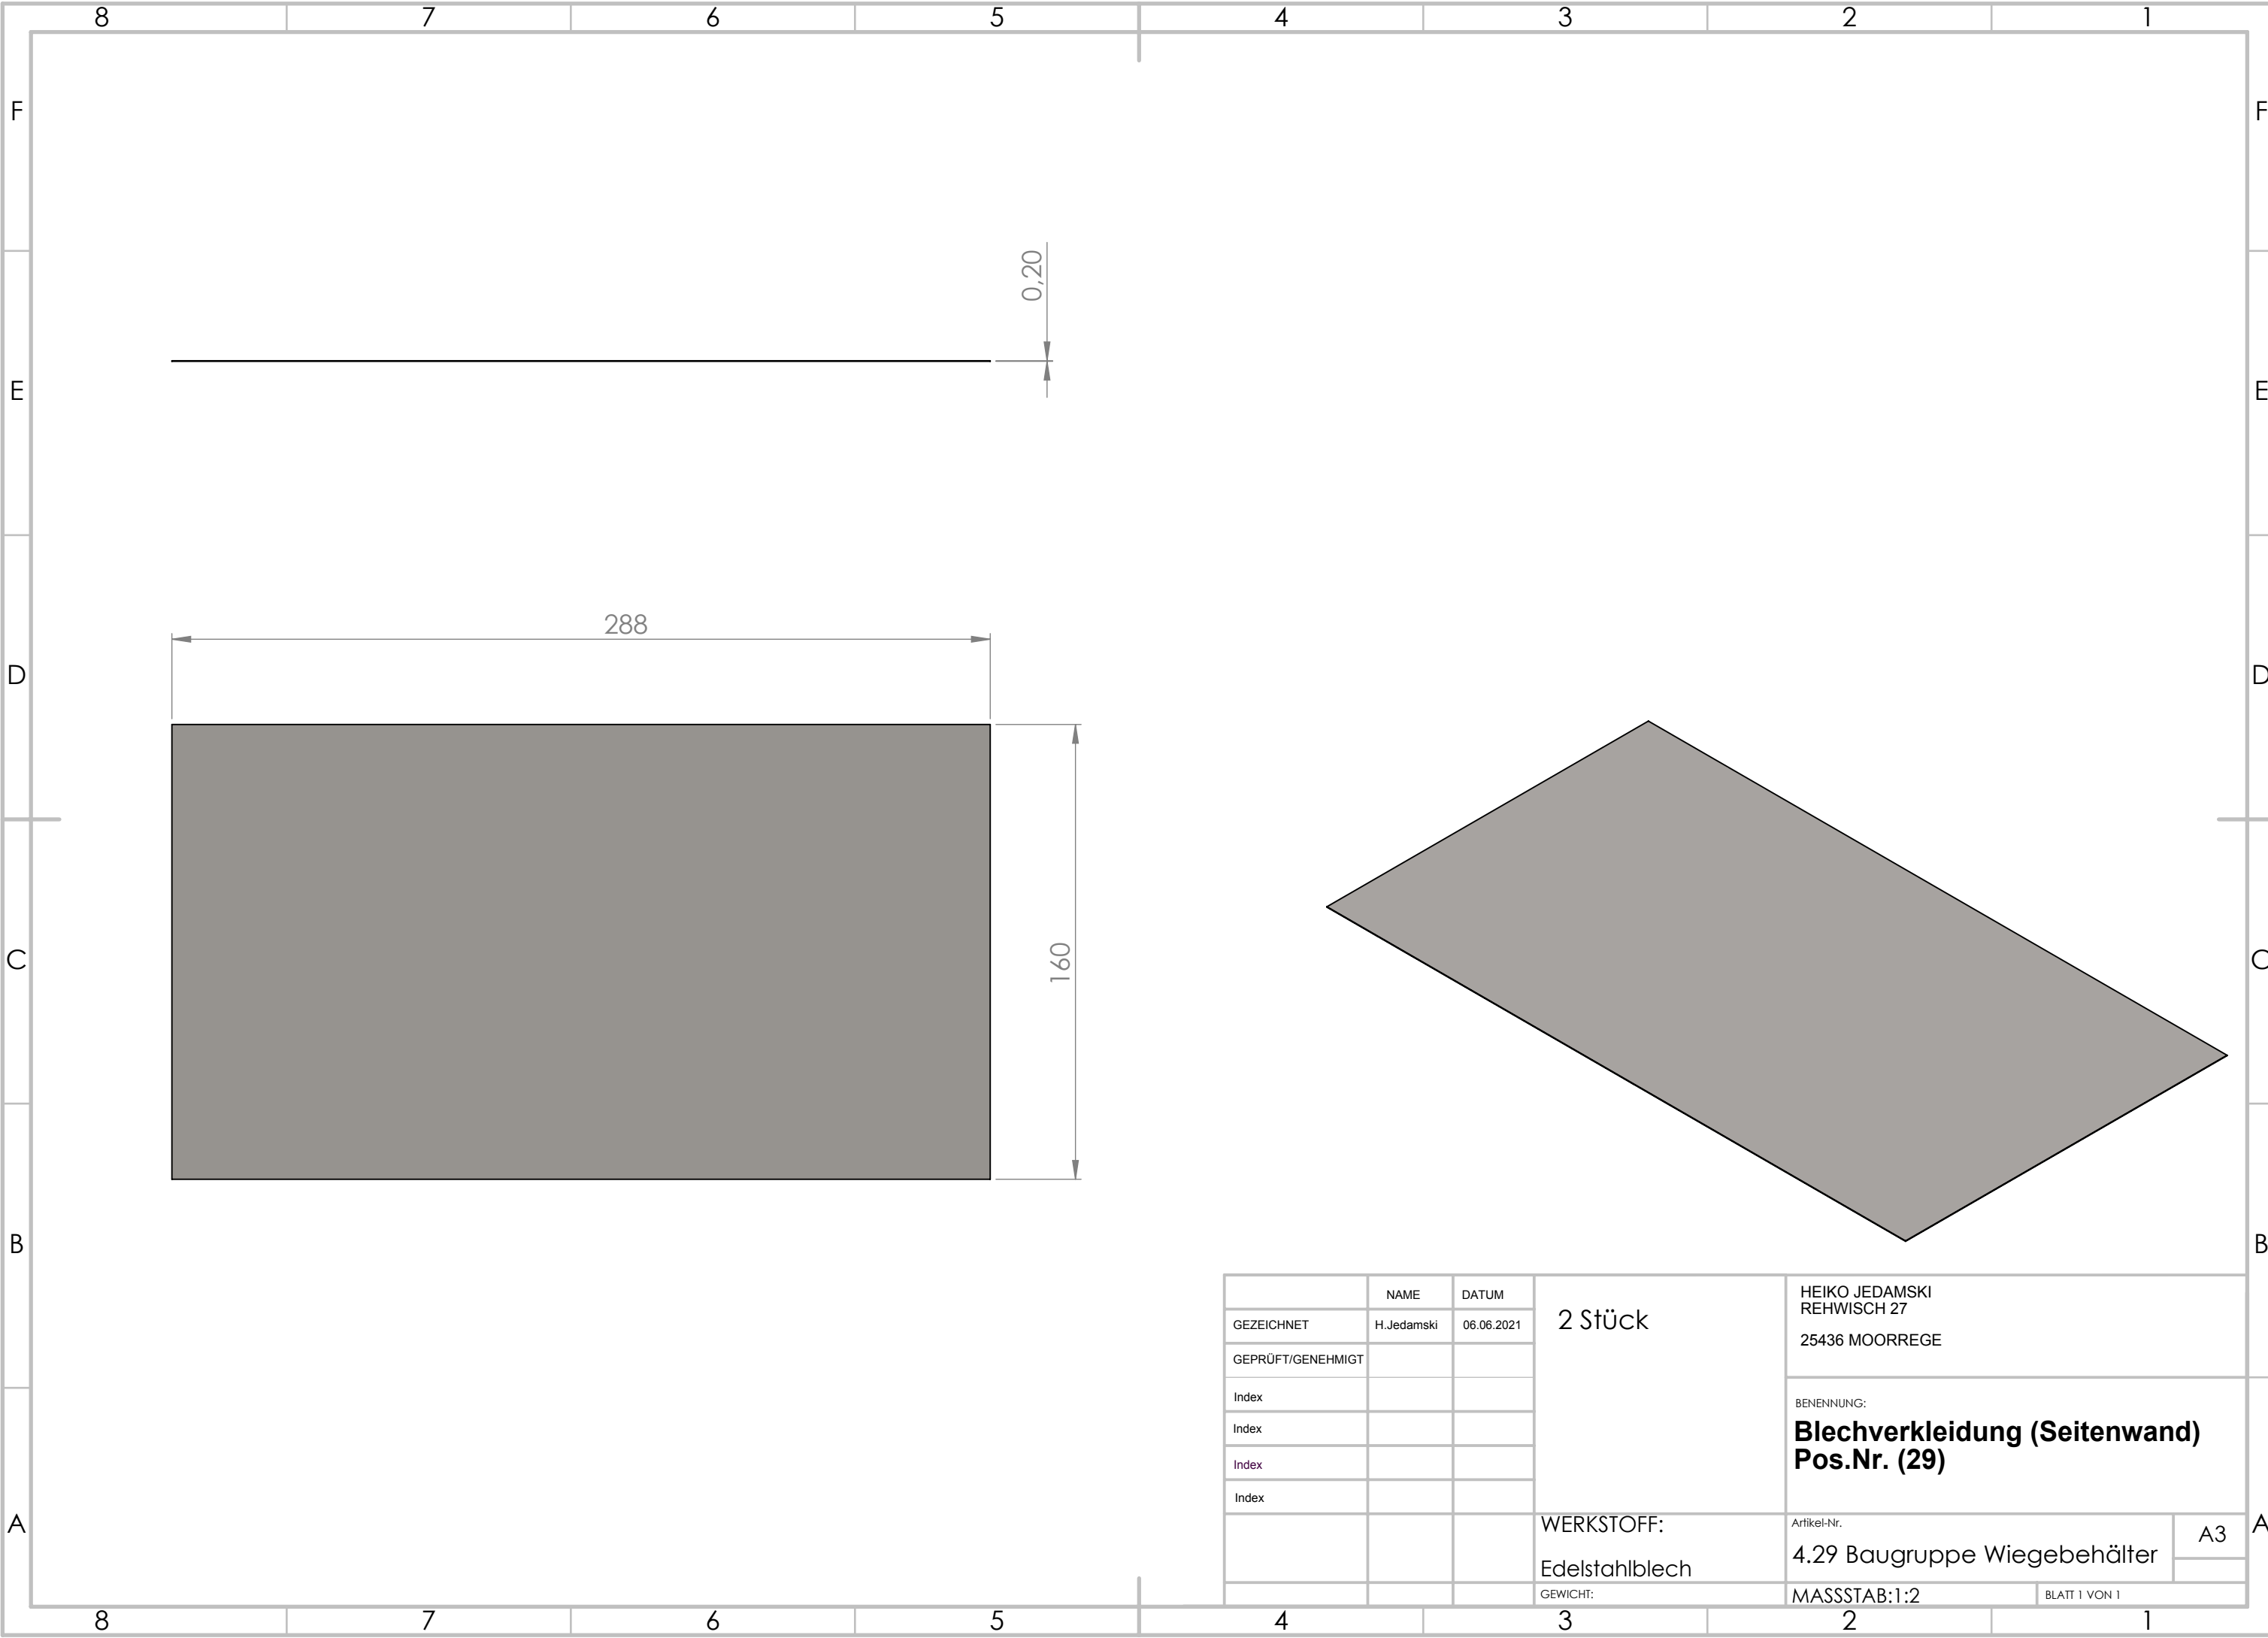 8 7 6 5 4 3 2 1
F F
0,20
E E
288
D D
160
C C
B B
NAME DATUM
GEZEICHNET H.Jedamski 06.06.2021
GEPRÜFT/GENEHMIGT
Index
Index
Index
Index
2 Stück
WERKSTOFF:
Edelstahlblech
GEWICHT:
HEIKO JEDAMSKI
REHWISCH 27
25436 MOORREGE
BENENNUNG:
Blechverkleidung (Seitenwand)
Pos.Nr. (29)
Artikel-Nr.
4.29 Baugruppe Wiegebehälter
A3
MASSSTAB:1:2
BLATT 1 VON 1
A A
8 7 6 5 4 3 2 1